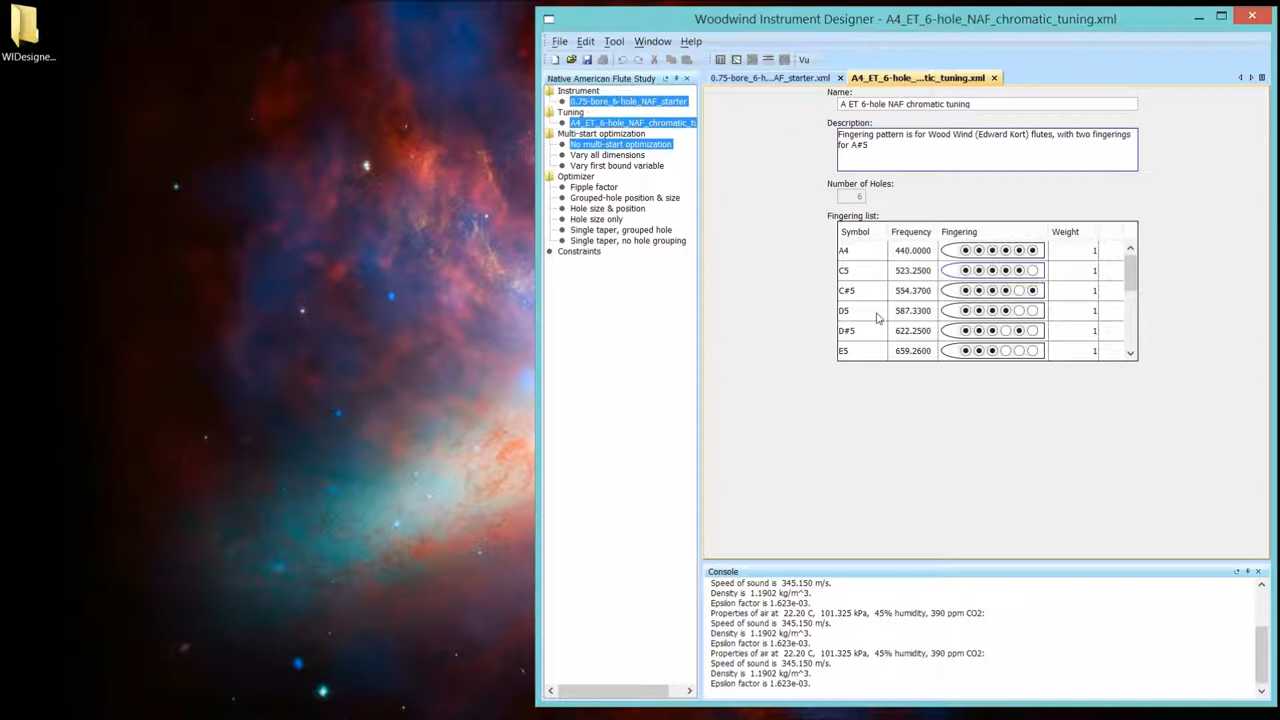 WIDesigne...
Woodwind Instrument Designer - A4_ET_6-hole_NAF_chromatic_tuning.xml
File Edit Tool Window Help
Vu
Native American Flute Study
Instrument
0.75-bore_6-hole_NAF_starter
Tuning
A4_ET_6-hole_NAF_chromatic_tu
Multi-start optimization
No multi-start optimization
Vary all dimensions
Vary first bound variable
Optimizer
Fipple factor
Grouped-hole position & size
Hole size & position
Hole size only
Single taper, grouped hole
Single taper, no hole grouping
Constraints
0.75-bore_6-h...AF_starter.xml
A4_ET_6-hole_...tic_tuning.xml
Name:
A ET 6-hole NAF chromatic tuning
Description:
Fingering pattern is for Wood Wind (Edward Kort) flutes, with two fingerings
for A#5
Number of Holes:
6
Fingering list:
Symbol Frequency Fingering Weight
A4 440.0000 1
C5 523.2500 1
C#5 554.3700 1
D5 587.3300 1
D#5 622.2500 1
E5 659.2600 1
Console
Speed of sound is 345.150 m/s.
Density is 1.1902 kg/m^3.
Epsilon factor is 1.623e-03.
Properties of air at 22.20 C, 101.325 kPa, 45% humidity, 390 ppm CO2:
Speed of sound is 345.150 m/s.
Density is 1.1902 kg/m^3.
Epsilon factor is 1.623e-03.
Properties of air at 22.20 C, 101.325 kPa, 45% humidity, 390 ppm CO2:
Speed of sound is 345.150 m/s.
Density is 1.1902 kg/m^3.
Epsilon factor is 1.623e-03.